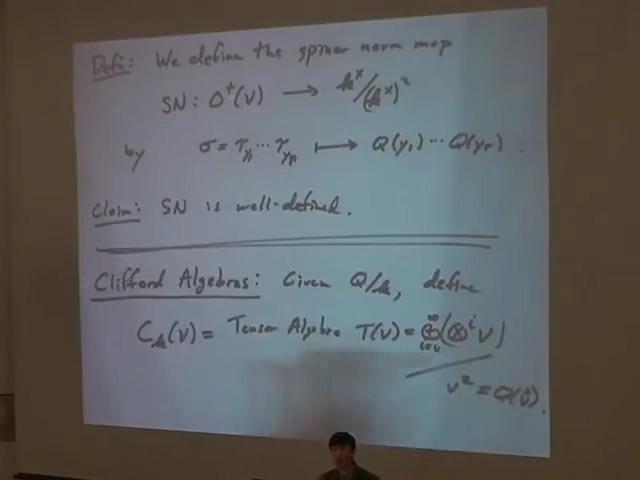 Defn: We define the spinor norm map
SN: O⁺(V) ⟶ k^×/(k^×)²
by σ = τ_{y₁} ⋯ τ_{yᵣ} ⟼ Q(y₁) ⋯ Q(yᵣ)
Claim: SN is well-defined.
Clifford Algebras: Given Q/k, define
C_k(V) = Tensor Algebra T(V) = ⊕_{i=0}^∞ (⊗^i V)
v² = Q(v).